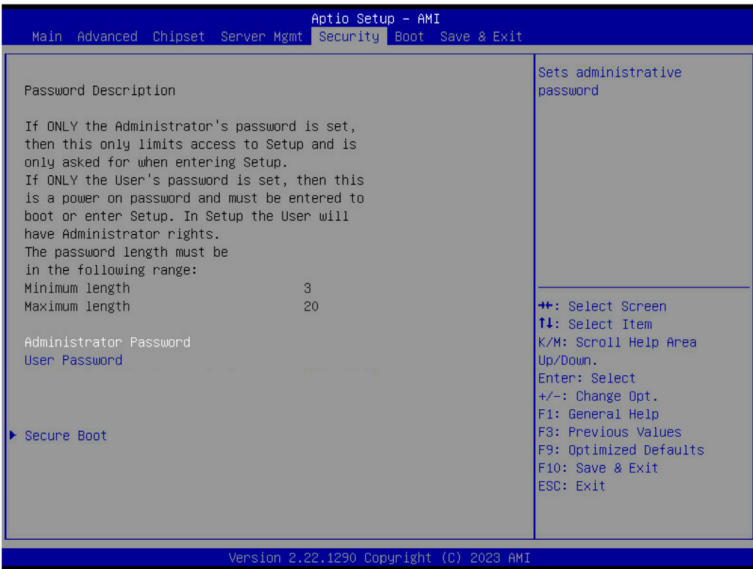 Aptio Setup - AMI
Main Advanced Chipset Server Mgmt Security Boot Save & Exit
Password Description
If ONLY the Administrator's password is set,
then this only limits access to Setup and is
only asked for when entering Setup.
If ONLY the User's password is set, then this
is a power on password and must be entered to
boot or enter Setup. In Setup the User will
have Administrator rights.
The password length must be
in the following range:
Minimum length 3
Maximum length 20
Administrator Password
User Password
Secure Boot
Sets administrative
password
→←: Select Screen
↑↓: Select Item
K/M: Scroll Help Area
Up/Down.
Enter: Select
+/-: Change Opt.
F1: General Help
F3: Previous Values
F9: Optimized Defaults
F10: Save & Exit
ESC: Exit
Version 2.22.1290 Copyright (C) 2023 AMI